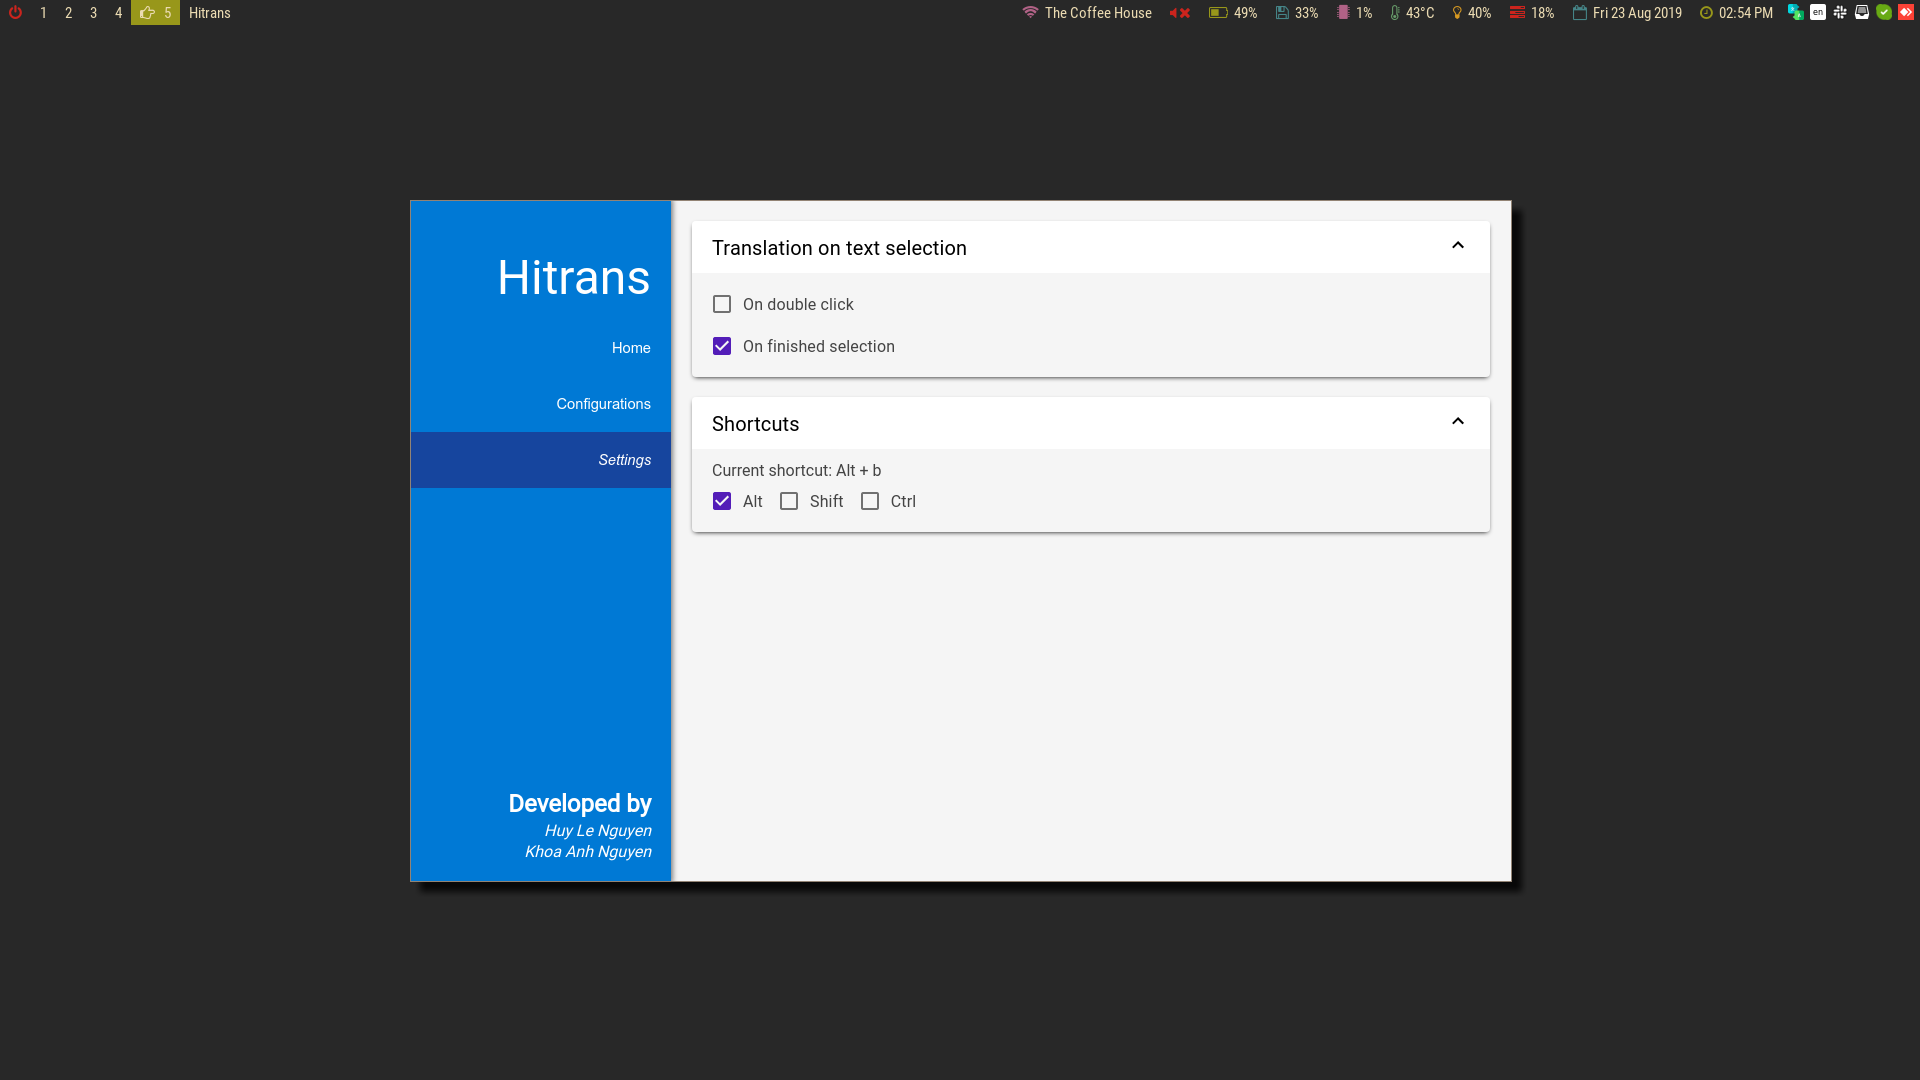 1 2 3 4 5 Hitrans The Coffee House 49% 33% 1% 43°C 40% 18% Fri 23 Aug 2019 02:54 PM en
Hitrans
Home
Configurations
Settings
Developed by
Huy Le Nguyen
Khoa Anh Nguyen
Translation on text selection
On double click
On finished selection
Shortcuts
Current shortcut: Alt + b
Alt Shift Ctrl